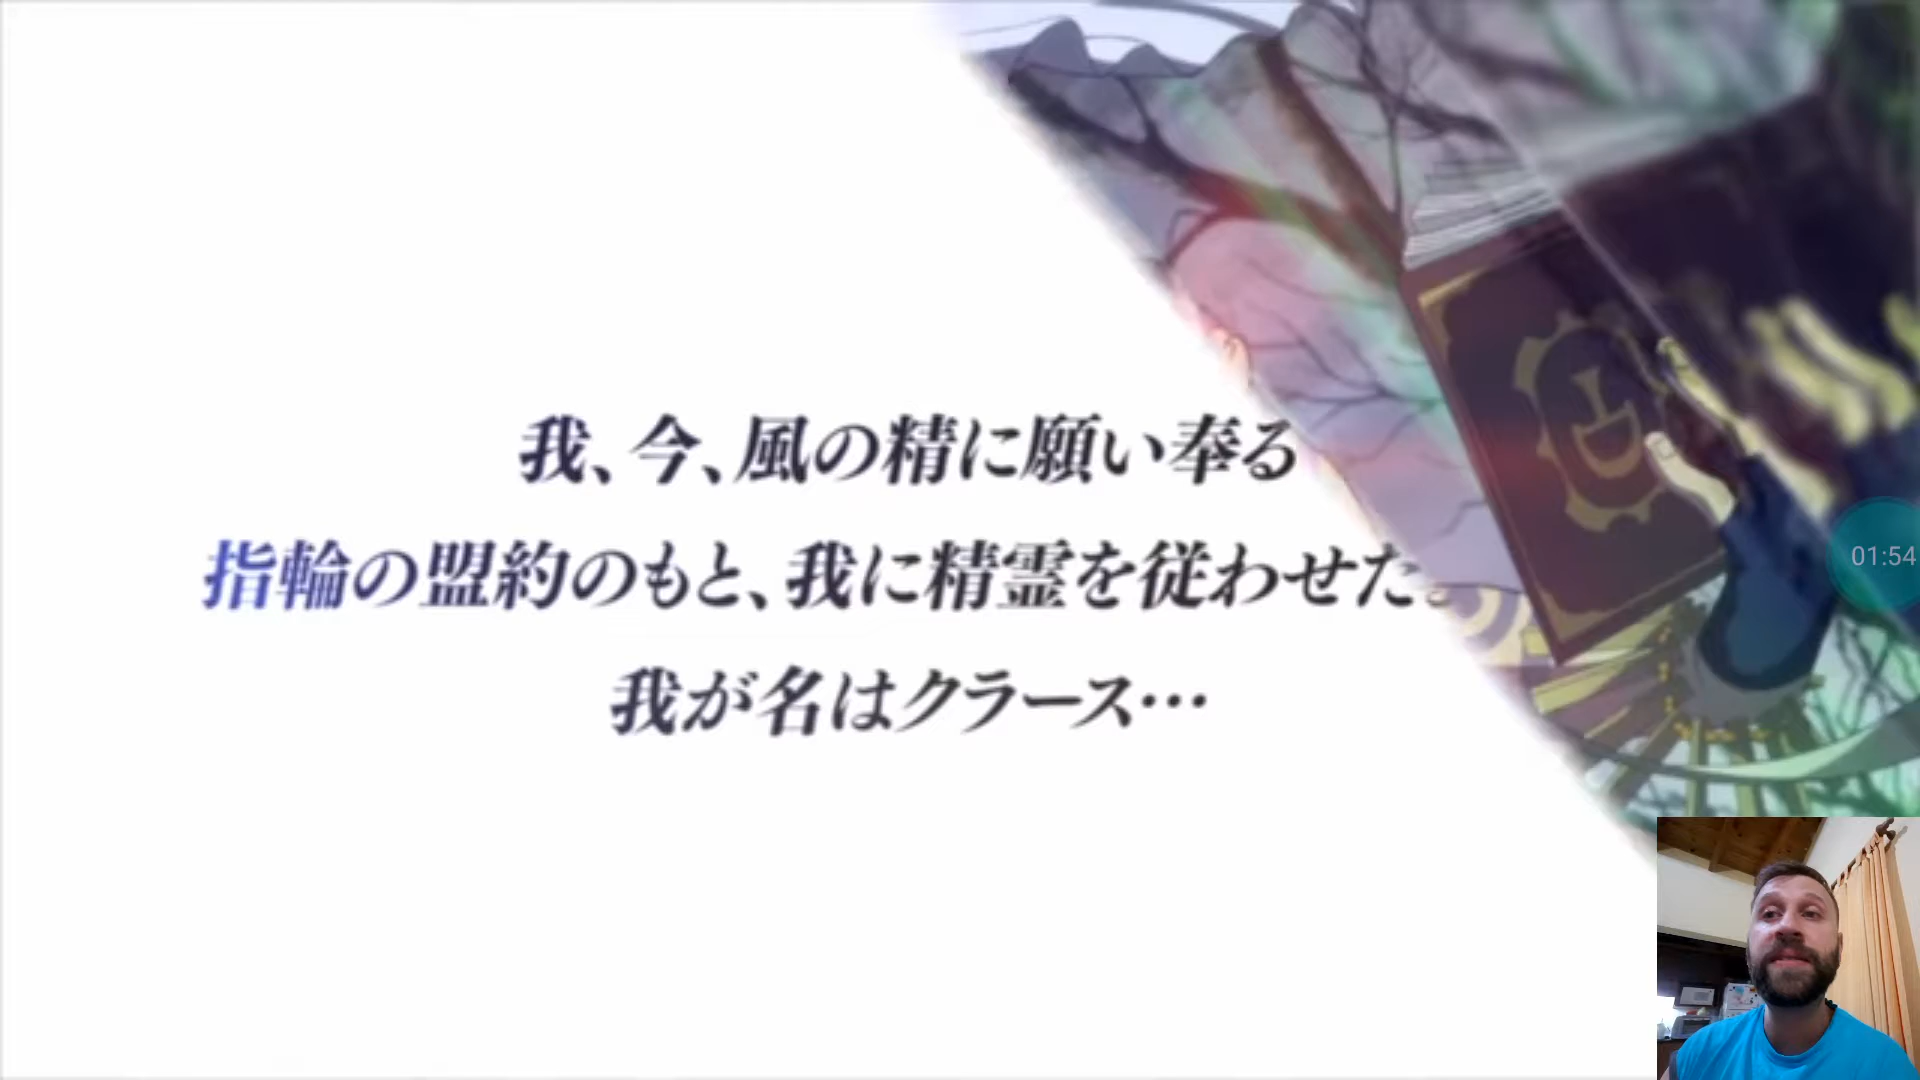 我、今、風の精に願い奉る
指輪の盟約のもと、我に精霊を従わせた
我が名はクラース…
01:54